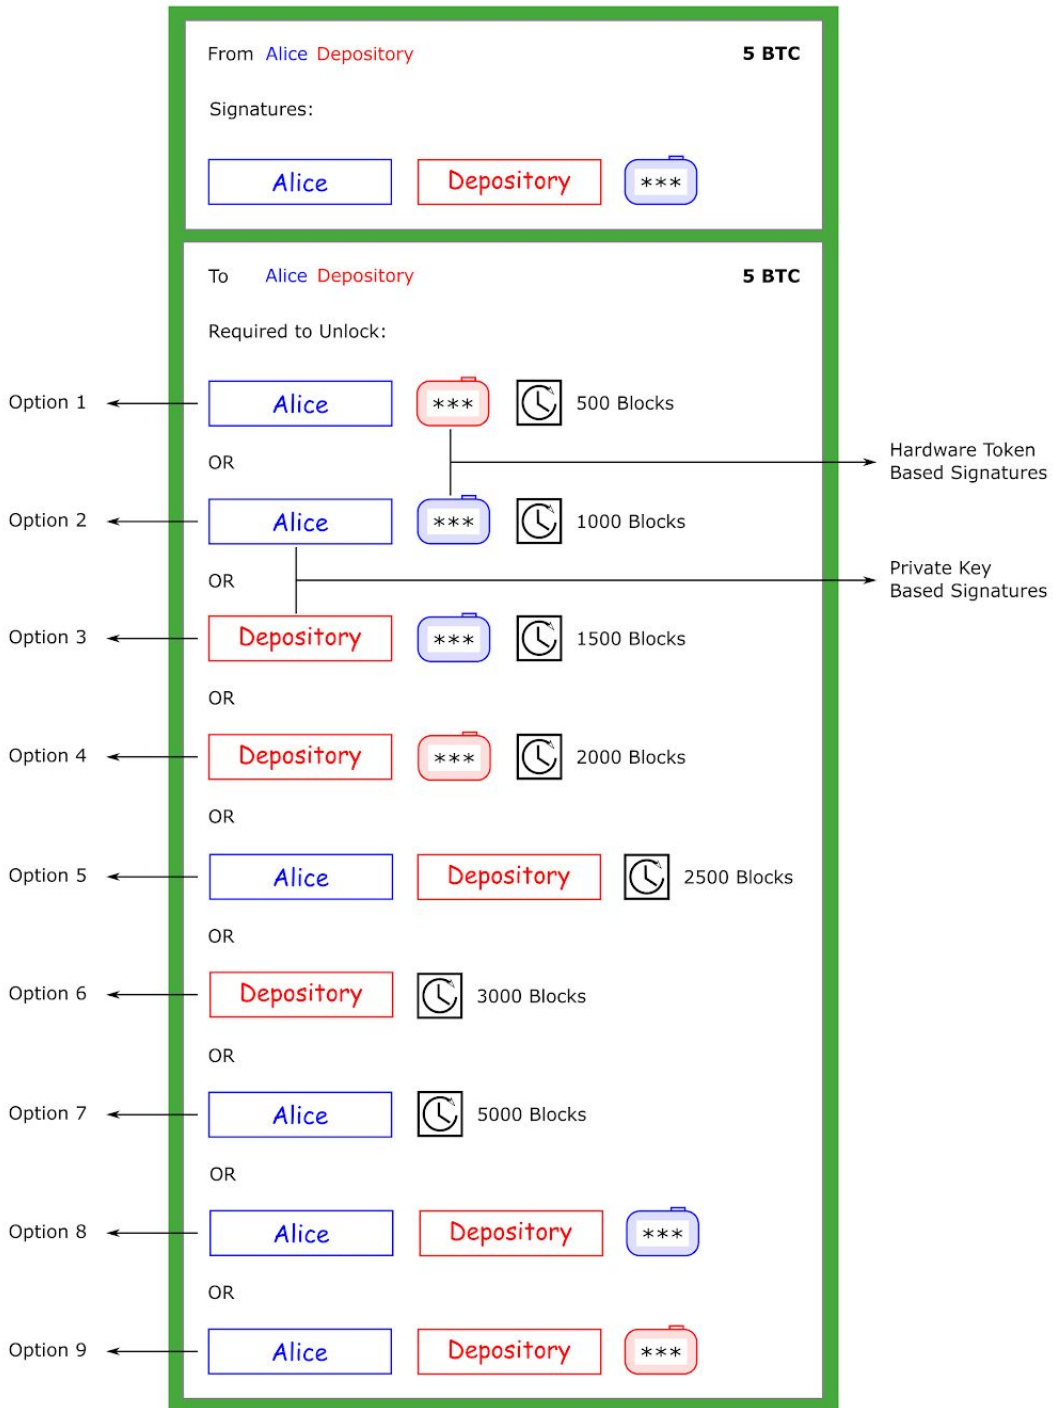 From Alice Depository 5 BTC
Signatures:
Alice Depository ***
To Alice Depository 5 BTC
Required to Unlock:
Option 1 Alice *** 500 Blocks
OR
Hardware Token
Based Signatures
Option 2 Alice *** 1000 Blocks
OR
Private Key
Based Signatures
Option 3 Depository *** 1500 Blocks
OR
Option 4 Depository *** 2000 Blocks
OR
Option 5 Alice Depository 2500 Blocks
OR
Option 6 Depository 3000 Blocks
OR
Option 7 Alice 5000 Blocks
OR
Option 8 Alice Depository ***
OR
Option 9 Alice Depository ***